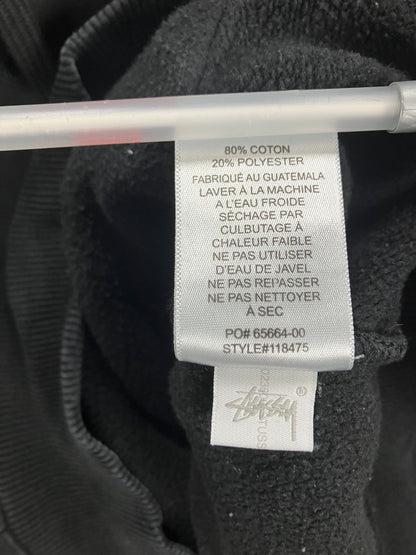 80% COTON
20% POLYESTER
FABRIQUÉ AU GUATEMALA
LAVER À LA MACHINE
A L'EAU FROIDE
SÉCHAGE PAR
CULBUTAGE À
CHALEUR FAIBLE
NE PAS UTILISER
D'EAU DE JAVEL
NE PAS REPASSER
NE PAS NETTOYER
À SEC
PO# 65664-00
STYLE#118475
Stüssy ®